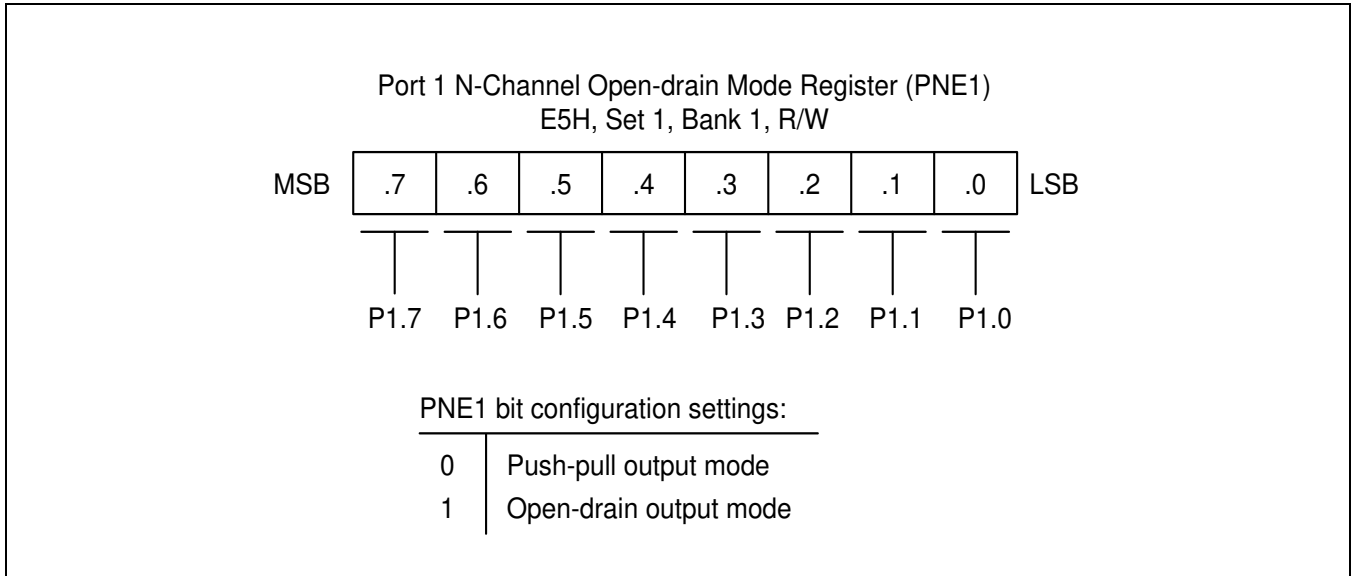 Port 1 N-Channel Open-drain Mode Register (PNE1)
E5H, Set 1, Bank 1, R/W
MSB .7 .6 .5 .4 .3 .2 .1 .0 LSB
P1.7 P1.6 P1.5 P1.4 P1.3 P1.2 P1.1 P1.0
PNE1 bit configuration settings:
0 Push-pull output mode
1 Open-drain output mode